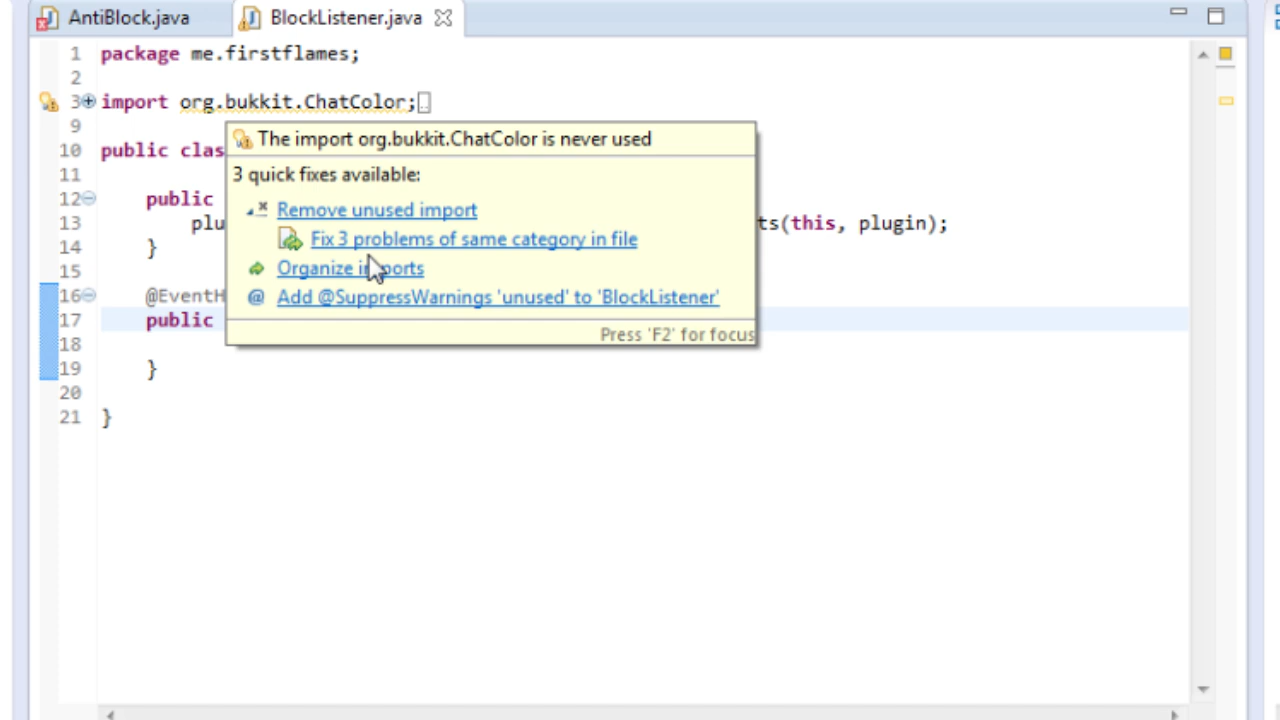 AntiBlock.java BlockListener.java
1 package me.firstflames;
2
3 import org.bukkit.ChatColor;
9
The import org.bukkit.ChatColor is never used
10 public clas
3 quick fixes available:
11
12 public
Remove unused import
13 plu ts(this, plugin);
Fix 3 problems of same category in file
14 }
15
Organize imports
16 @EventH
Add @SuppressWarnings 'unused' to 'BlockListener'
17 public
Press 'F2' for focus
18
19 }
20
21 }